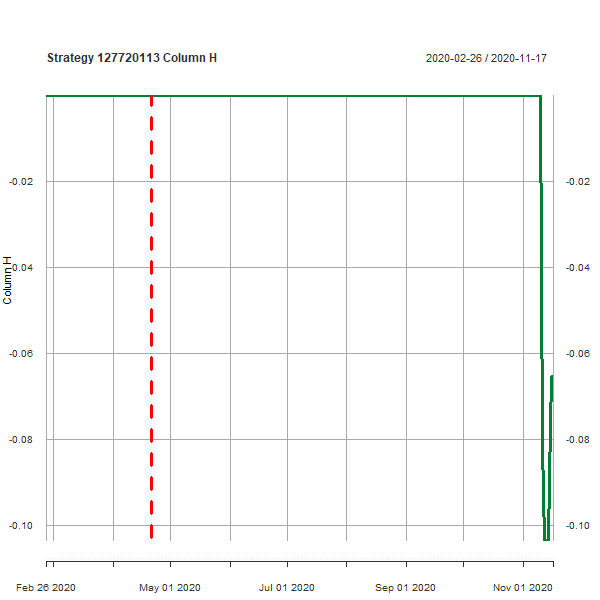 Strategy 127720113 Column H
2020-02-26 / 2020-11-17
-0.02
-0.04
-0.06
-0.08
-0.10
Column H
-0.02
-0.04
-0.06
-0.08
-0.10
Feb 26 2020
May 01 2020
Jul 01 2020
Sep 01 2020
Nov 01 2020